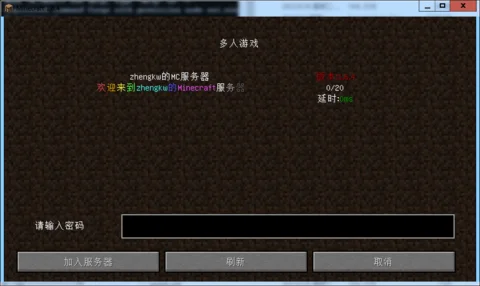 多人游戏
zhengkw的MC服务器
欢迎来到zhengkw的Minecraft服务器
0/20
延时:
请输入密码
加入服务器
刷新
取消